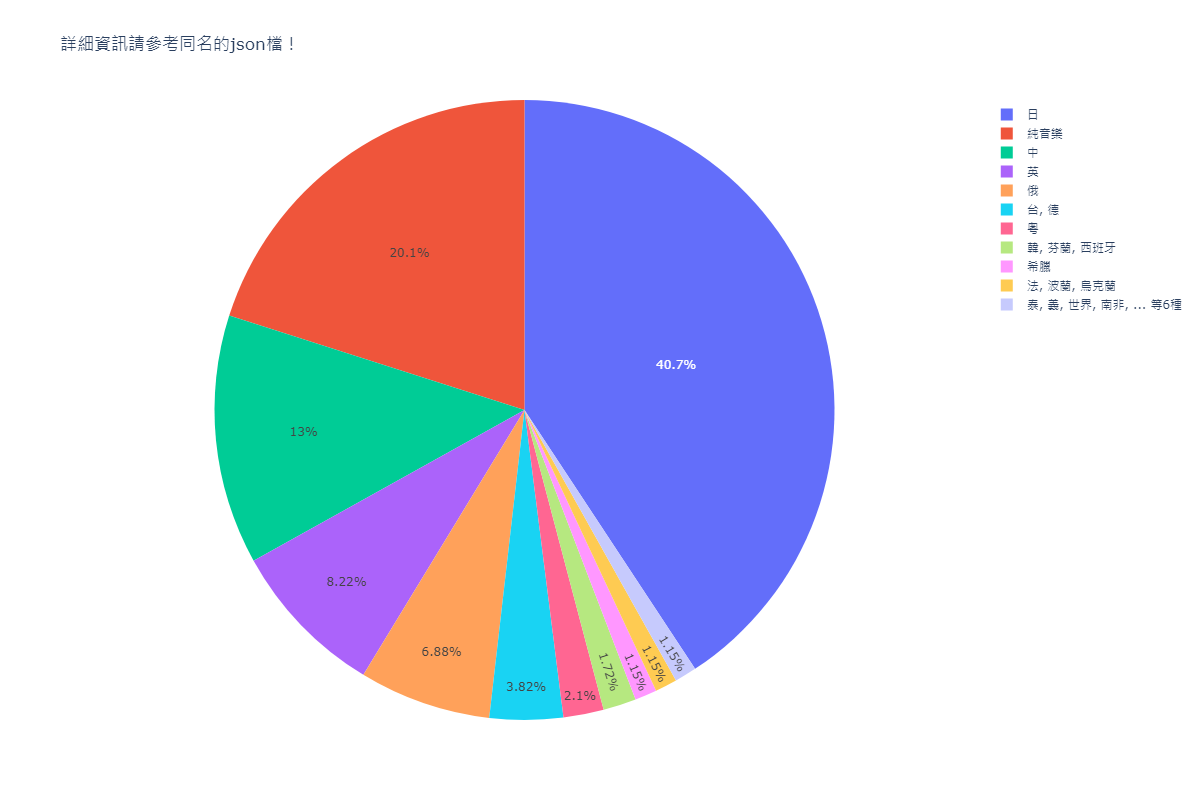 詳細資訊請參考同名的json檔！
日
純音樂
中
英
俄
台, 德
粵
韓, 芬蘭, 西班牙
希臘
法, 波蘭, 烏克蘭
泰, 義, 世界, 南非, ... 等6種
40.7%
20.1%
13%
8.22%
6.88%
3.82%
2.1%
1.72%
1.15%
1.15%
1.15%